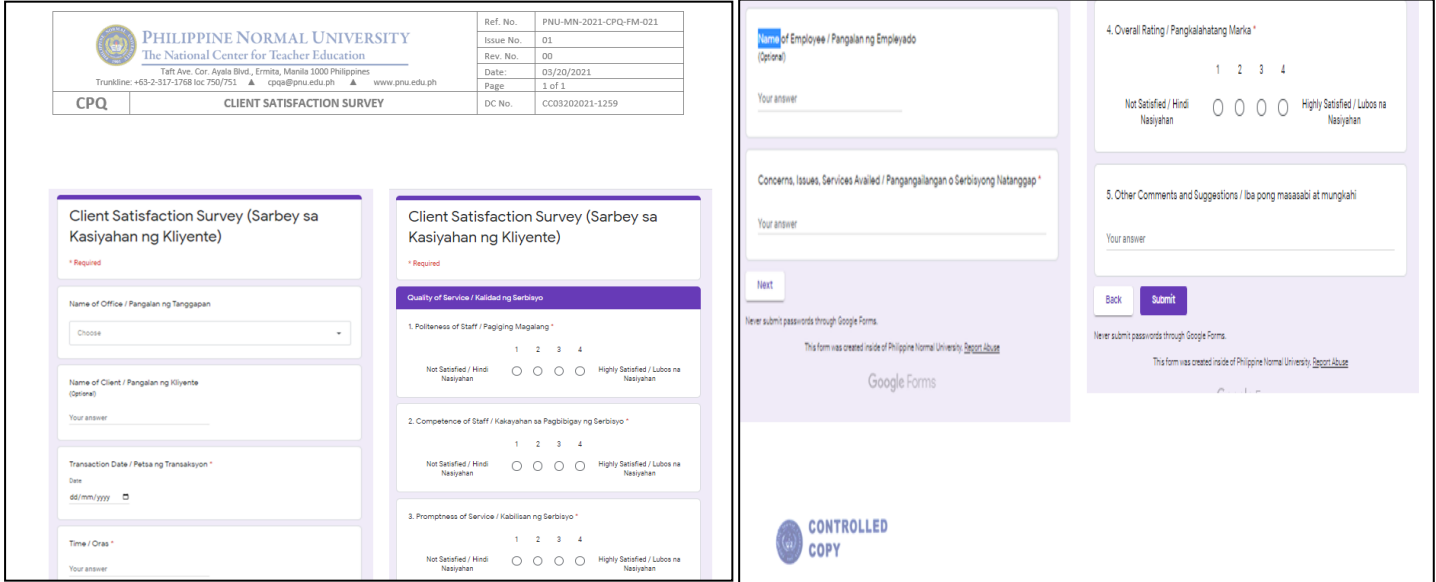 PHILIPPINE NORMAL UNIVERSITY
The National Center for Teacher Education
Taft Ave. Cor. Ayala Blvd., Ermita, Manila 1000 Philippines
Trunkline: +63-2-317-1768 loc 750/751 ▲ cpqa@pnu.edu.ph ▲ www.pnu.edu.ph
Ref. No. PNU-MN-2021-CPQ-FM-021
Issue No. 01
Rev. No. 00
Date: 03/20/2021
Page 1 of 1
CPQ CLIENT SATISFACTION SURVEY DC No. CC03202021-1259
Client Satisfaction Survey (Sarbey sa
Kasiyahan ng Kliyente)
* Required
Name of Office / Pangalan ng Tanggapan
Choose
Name of Client / Pangalan ng Kliyente
(Optional)
Your answer
Transaction Date / Petsa ng Transaksyon *
Date
dd/mm/yyyy
Time / Oras *
Your answer
Client Satisfaction Survey (Sarbey sa
Kasiyahan ng Kliyente)
* Required
Quality of Service / Kalidad ng Serbisyo
1. Politeness of Staff / Pagiging Magalang *
1 2 3 4
Not Satisfied / Hindi
Nasiyahan
Highly Satisfied / Lubos na
Nasiyahan
2. Competence of Staff / Kakayahan sa Pagbibigay ng Serbisyo *
1 2 3 4
Not Satisfied / Hindi
Nasiyahan
Highly Satisfied / Lubos na
Nasiyahan
3. Promptness of Service / Kabilisan ng Serbisyo *
1 2 3 4
Not Satisfied / Hindi
Nasiyahan
Highly Satisfied / Lubos na
Nasiyahan
Name of Employee / Pangalan ng Empleyado
(Optional)
Your answer
Concerns, Issues, Services Availed / Pangangailangan o Serbisyong Natanggap *
Your answer
Next
Never submit passwords through Google Forms.
This form was created inside of Philippine Normal University. Report Abuse
Google Forms
4. Overall Rating / Pangkalahatang Marka *
1 2 3 4
Not Satisfied / Hindi
Nasiyahan
Highly Satisfied / Lubos na
Nasiyahan
5. Other Comments and Suggestions / Iba pong masasabi at mungkahi
Your answer
Back Submit
Never submit passwords through Google Forms.
This form was created inside of Philippine Normal University. Report Abuse
CONTROLLED
COPY